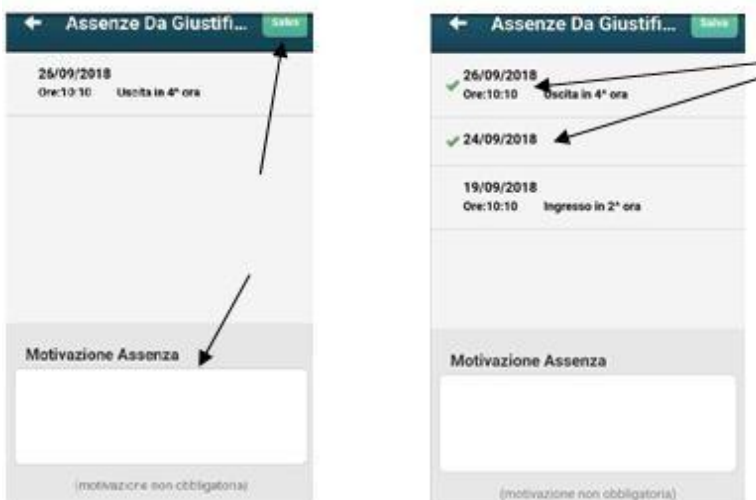 Assenze Da Giustifi...
Salva
26/09/2018
Ore:10:10 Uscita in 4ª ora
Motivazione Assenza
(motivazione non obbligatoria)
Assenze Da Giustifi...
Salva
26/09/2018
Ore:10:10 Uscita in 4ª ora
24/09/2018
19/09/2018
Ore:10:10 Ingresso in 2ª ora
Motivazione Assenza
(motivazione non obbligatoria)